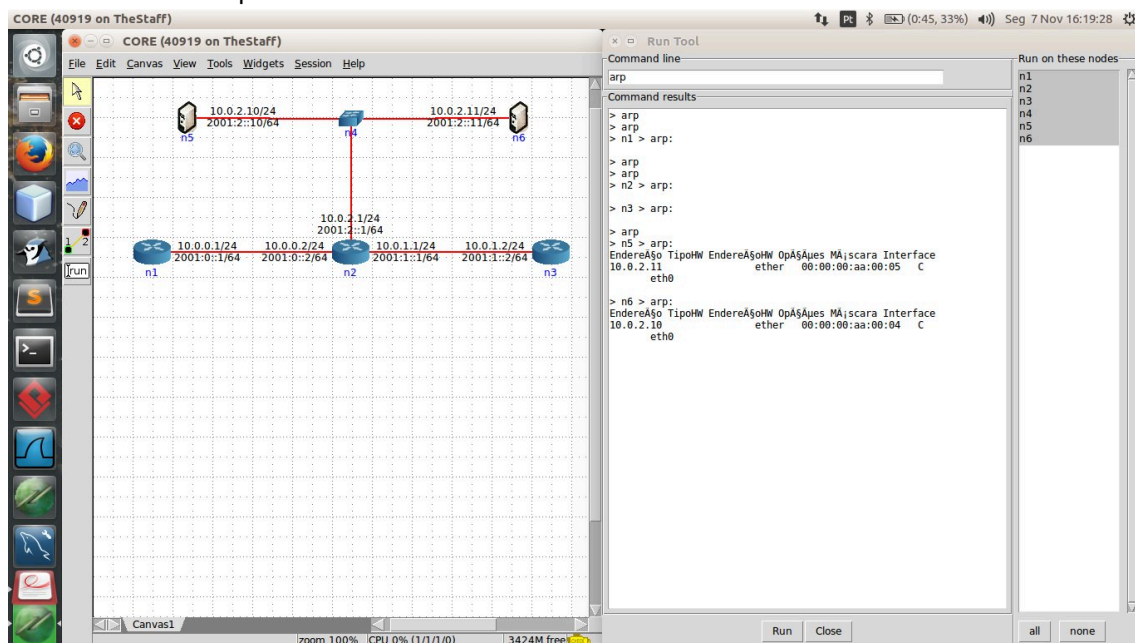 CORE (40919 on TheStaff)
Pt (0:45, 33%) Seg 7 Nov 16:19:28
CORE (40919 on TheStaff)
File Edit Canvas View Tools Widgets Session Help
10.0.2.10/24
2001:2::10/64
n5
n4
10.0.2.11/24
2001:2::11/64
n6
10.0.2.1/24
2001:2::1/64
10.0.0.1/24 10.0.0.2/24 10.0.1.1/24 10.0.1.2/24
2001:0::1/64 2001:0::2/64 2001:1::1/64 2001:1::2/64
n1 n2 n3
1 2
run
Canvas1
zoom 100% CPU 0% (1/1/1/0) 3424M free
Run Tool
Command line
arp
Command results
> arp
> arp
> n1 > arp:
> arp
> arp
> n2 > arp:
> n3 > arp:
> arp
> n5 > arp:
EndereÃ§o TipoHW EndereÃ§oHW OpÃ§Ãµes MÃ¡scara Interface
10.0.2.11 ether 00:00:00:aa:00:05 C
eth0
> n6 > arp:
EndereÃ§o TipoHW EndereÃ§oHW OpÃ§Ãµes MÃ¡scara Interface
10.0.2.10 ether 00:00:00:aa:00:04 C
eth0
Run Close
Run on these nodes
n1
n2
n3
n4
n5
n6
all none